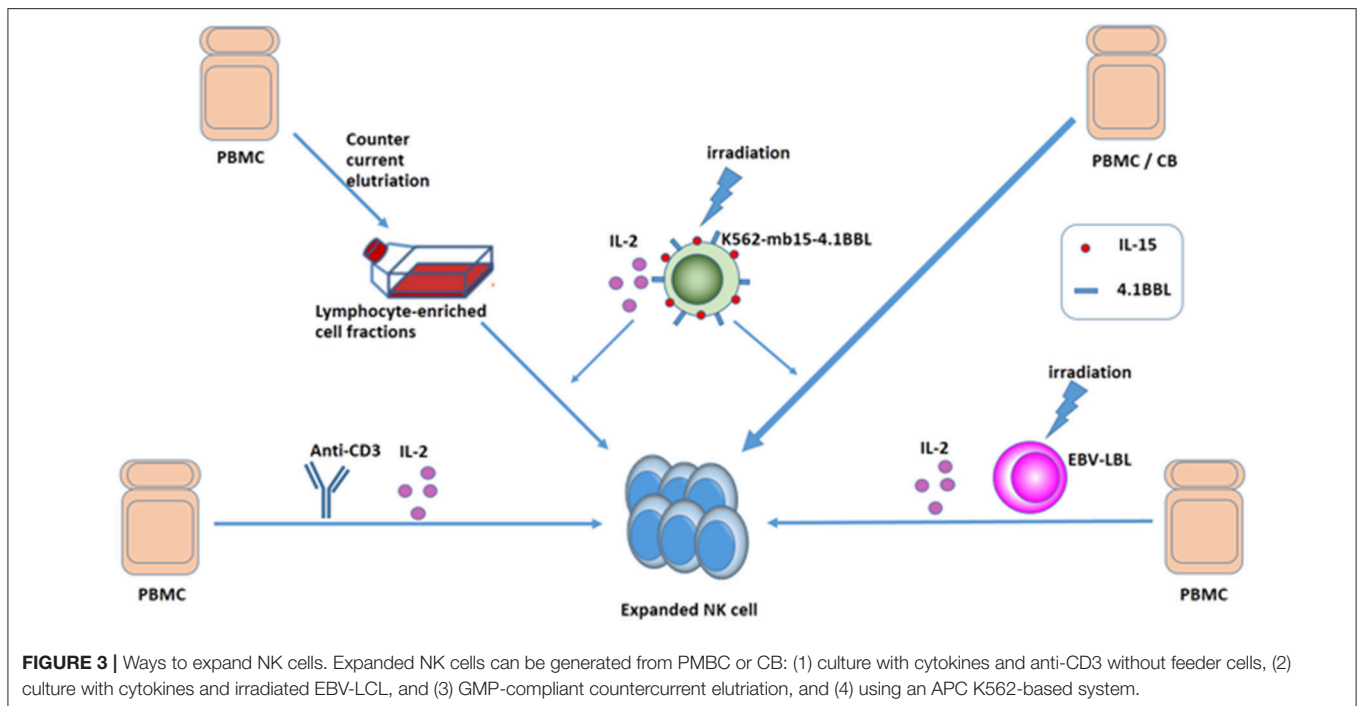 PBMC
Counter
current
elutriation
Lymphocyte-enriched
cell fractions
irradiation
IL-2
K562-mb15-4.1BBL
PBMC / CB
IL-15
4.1BBL
Anti-CD3
IL-2
PBMC
Expanded NK cell
irradiation
IL-2
EBV-LBL
PBMC
FIGURE 3 | Ways to expand NK cells. Expanded NK cells can be generated from PMBC or CB: (1) culture with cytokines and anti-CD3 without feeder cells, (2)
culture with cytokines and irradiated EBV-LCL, and (3) GMP-compliant countercurrent elutriation, and (4) using an APC K562-based system.